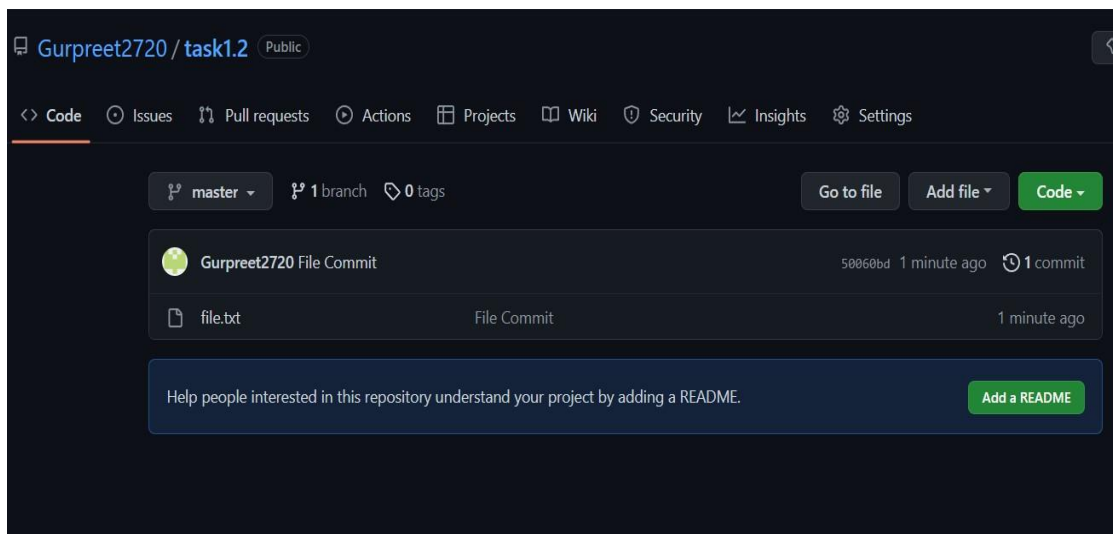 Gurpreet2720 / task1.2 Public
Code Issues Pull requests Actions Projects Wiki Security Insights Settings
master 1 branch 0 tags Go to file Add file Code
Gurpreet2720 File Commit 50060bd 1 minute ago 1 commit
file.txt File Commit 1 minute ago
Help people interested in this repository understand your project by adding a README. Add a README